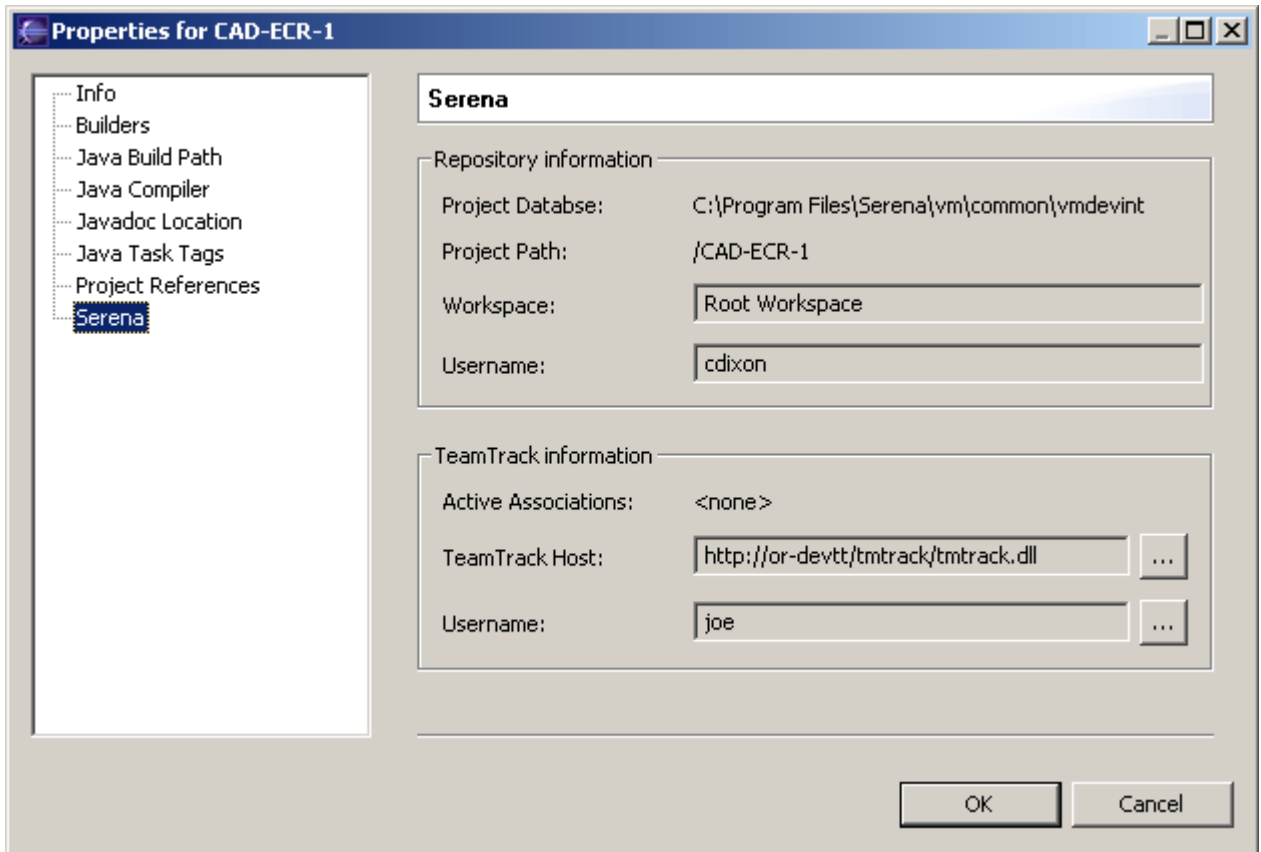 Properties for CAD-ECR-1
Info
Builders
Java Build Path
Java Compiler
Javadoc Location
Java Task Tags
Project References
Serena
Serena
Repository information
Project Databse: C:\Program Files\Serena\vm\common\vmdevint
Project Path: /CAD-ECR-1
Workspace: Root Workspace
Username: cdixon
TeamTrack information
Active Associations: <none>
TeamTrack Host: http://or-devtt/tmtrack/tmtrack.dll ...
Username: joe ...
OK Cancel